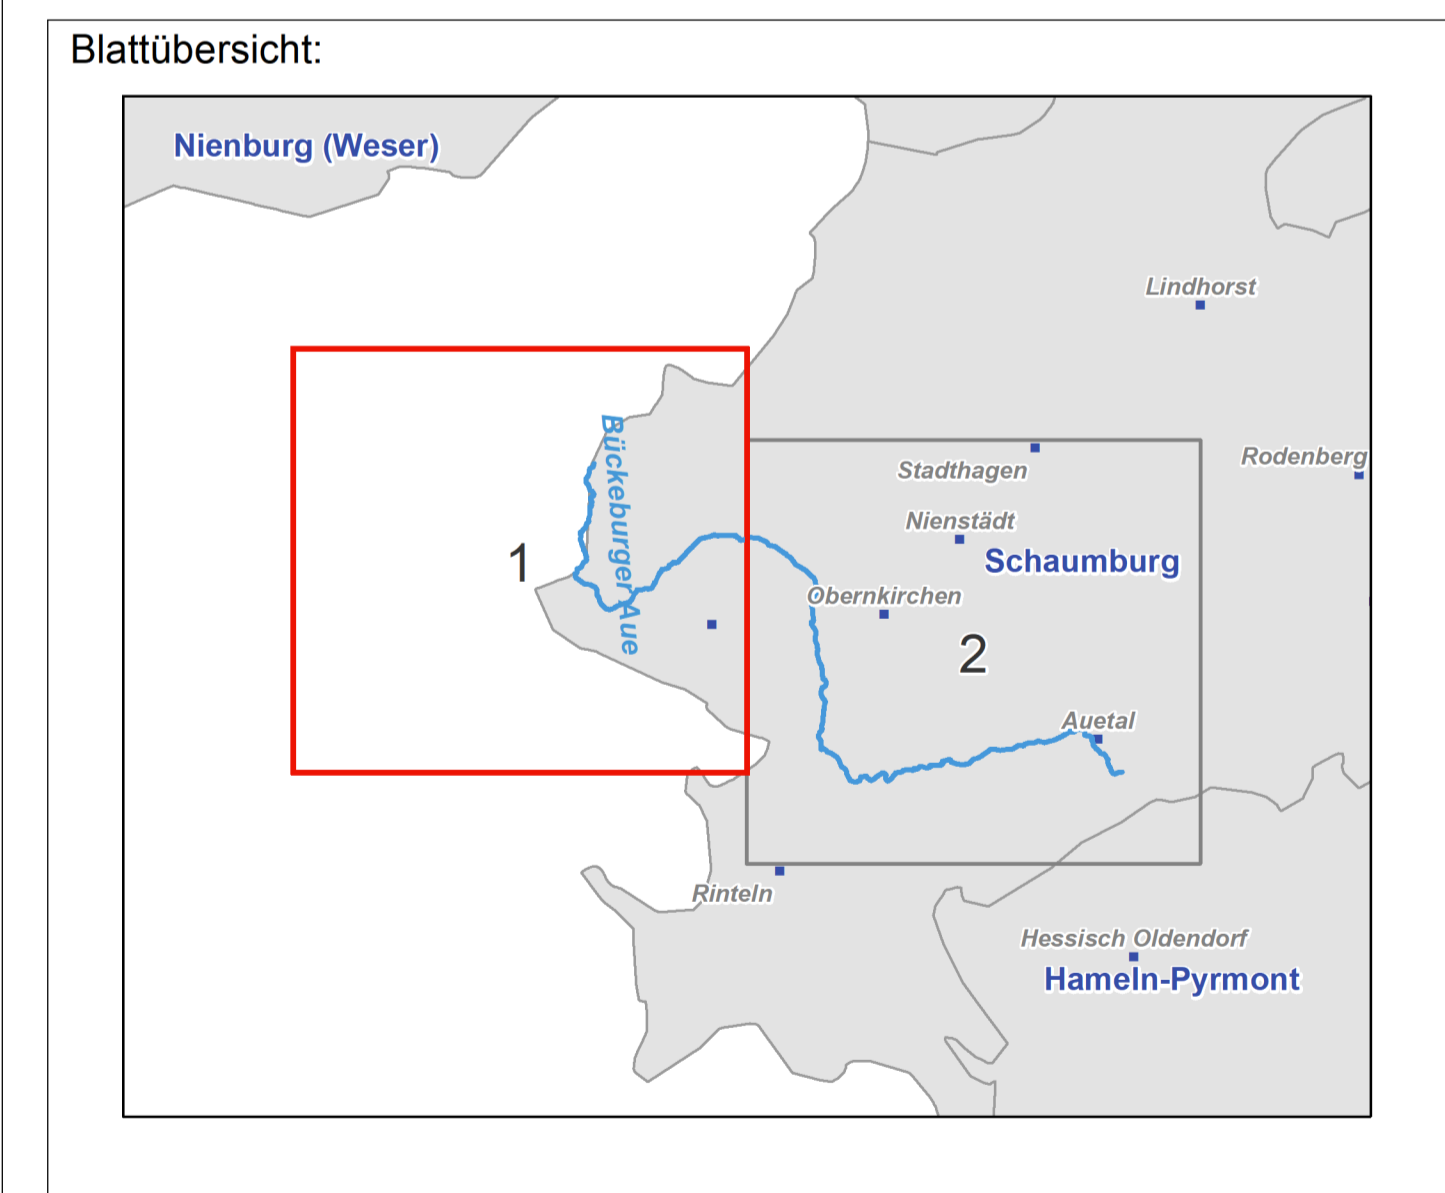 Blattübersicht:
Nienburg (Weser)
Lindhorst
Bückeburger Aue
Stadthagen
Rodenberg
Nienstädt
1
Schaumburg
Obernkirchen
2
Auetal
Rinteln
Hessisch Oldendorf
Hameln-Pyrmont